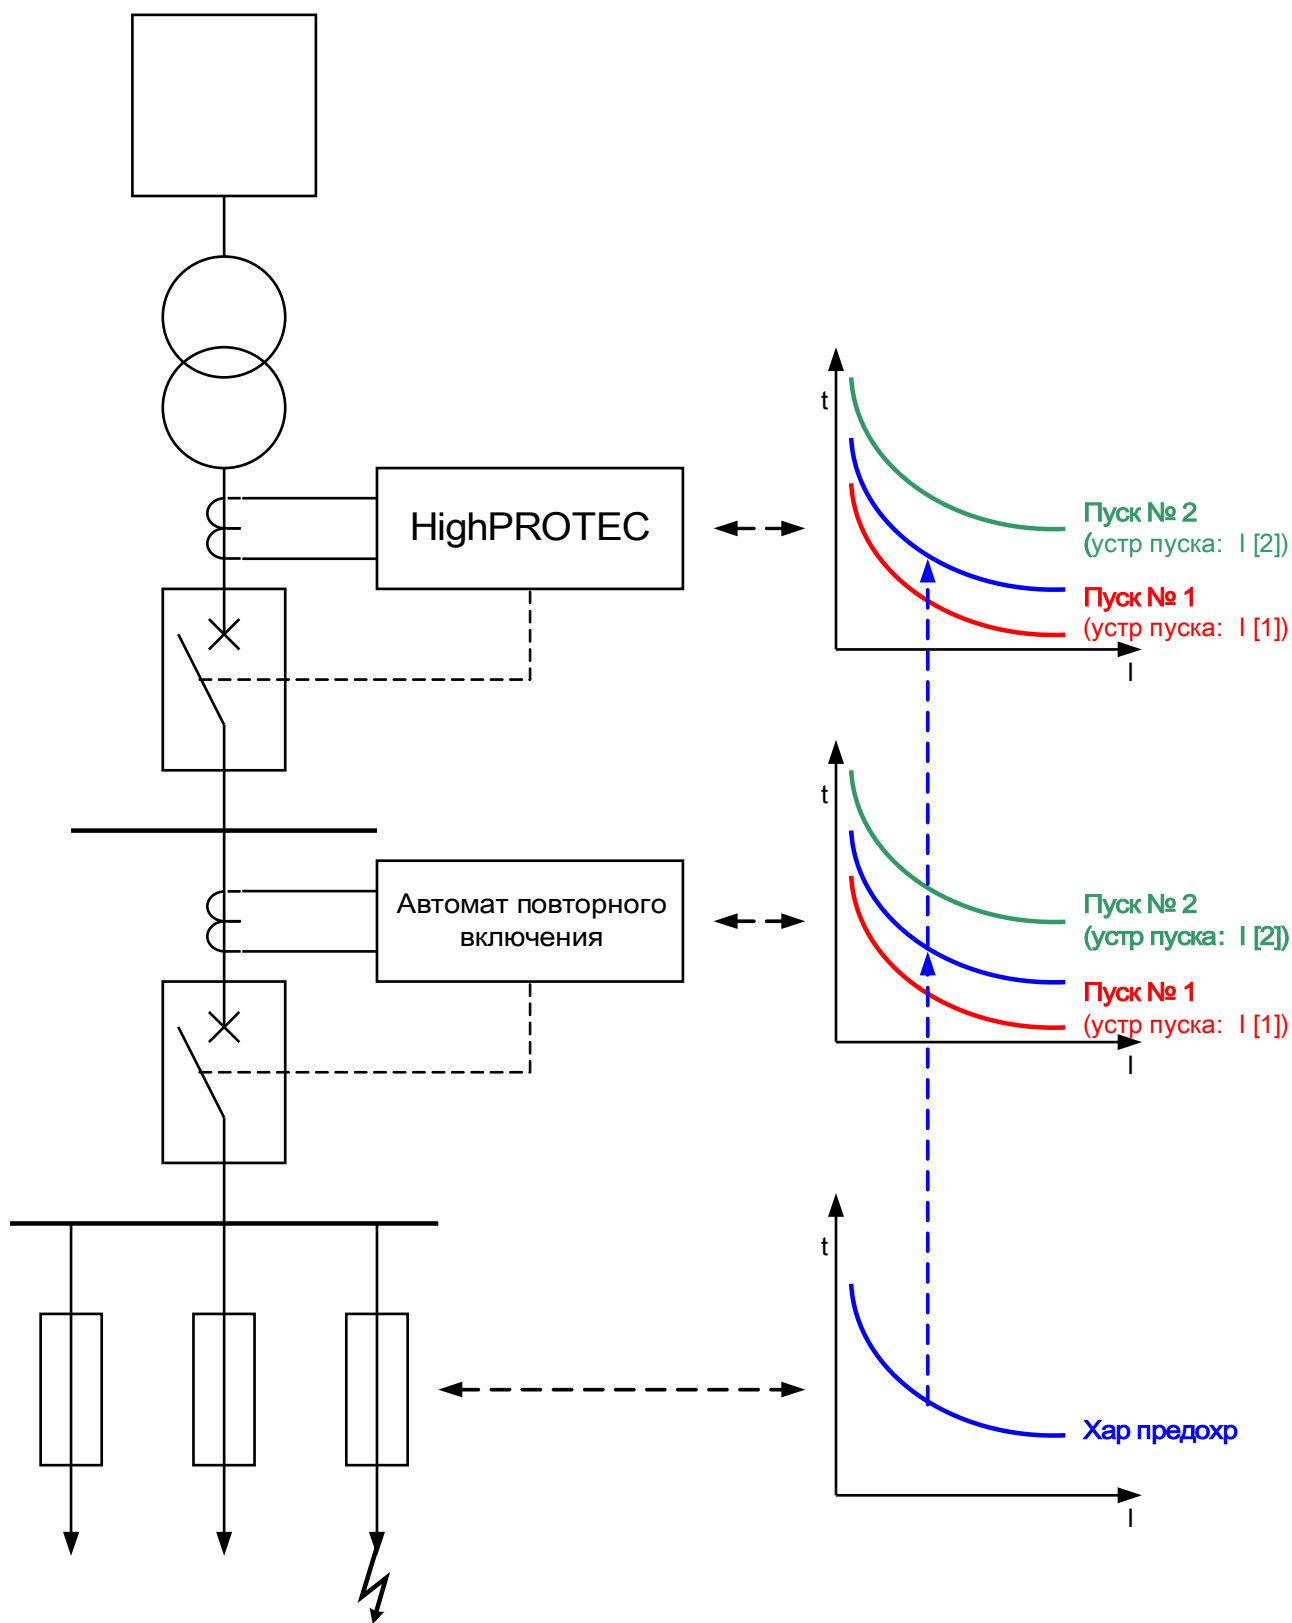 t
HighPROTEC
Пуск № 2
(устр пуска: I [2])
Пуск № 1
(устр пуска: I [1])
I
t
Автомат повторного
включения
Пуск № 2
(устр пуска: I [2])
Пуск № 1
(устр пуска: I [1])
I
t
Хар предохр
I